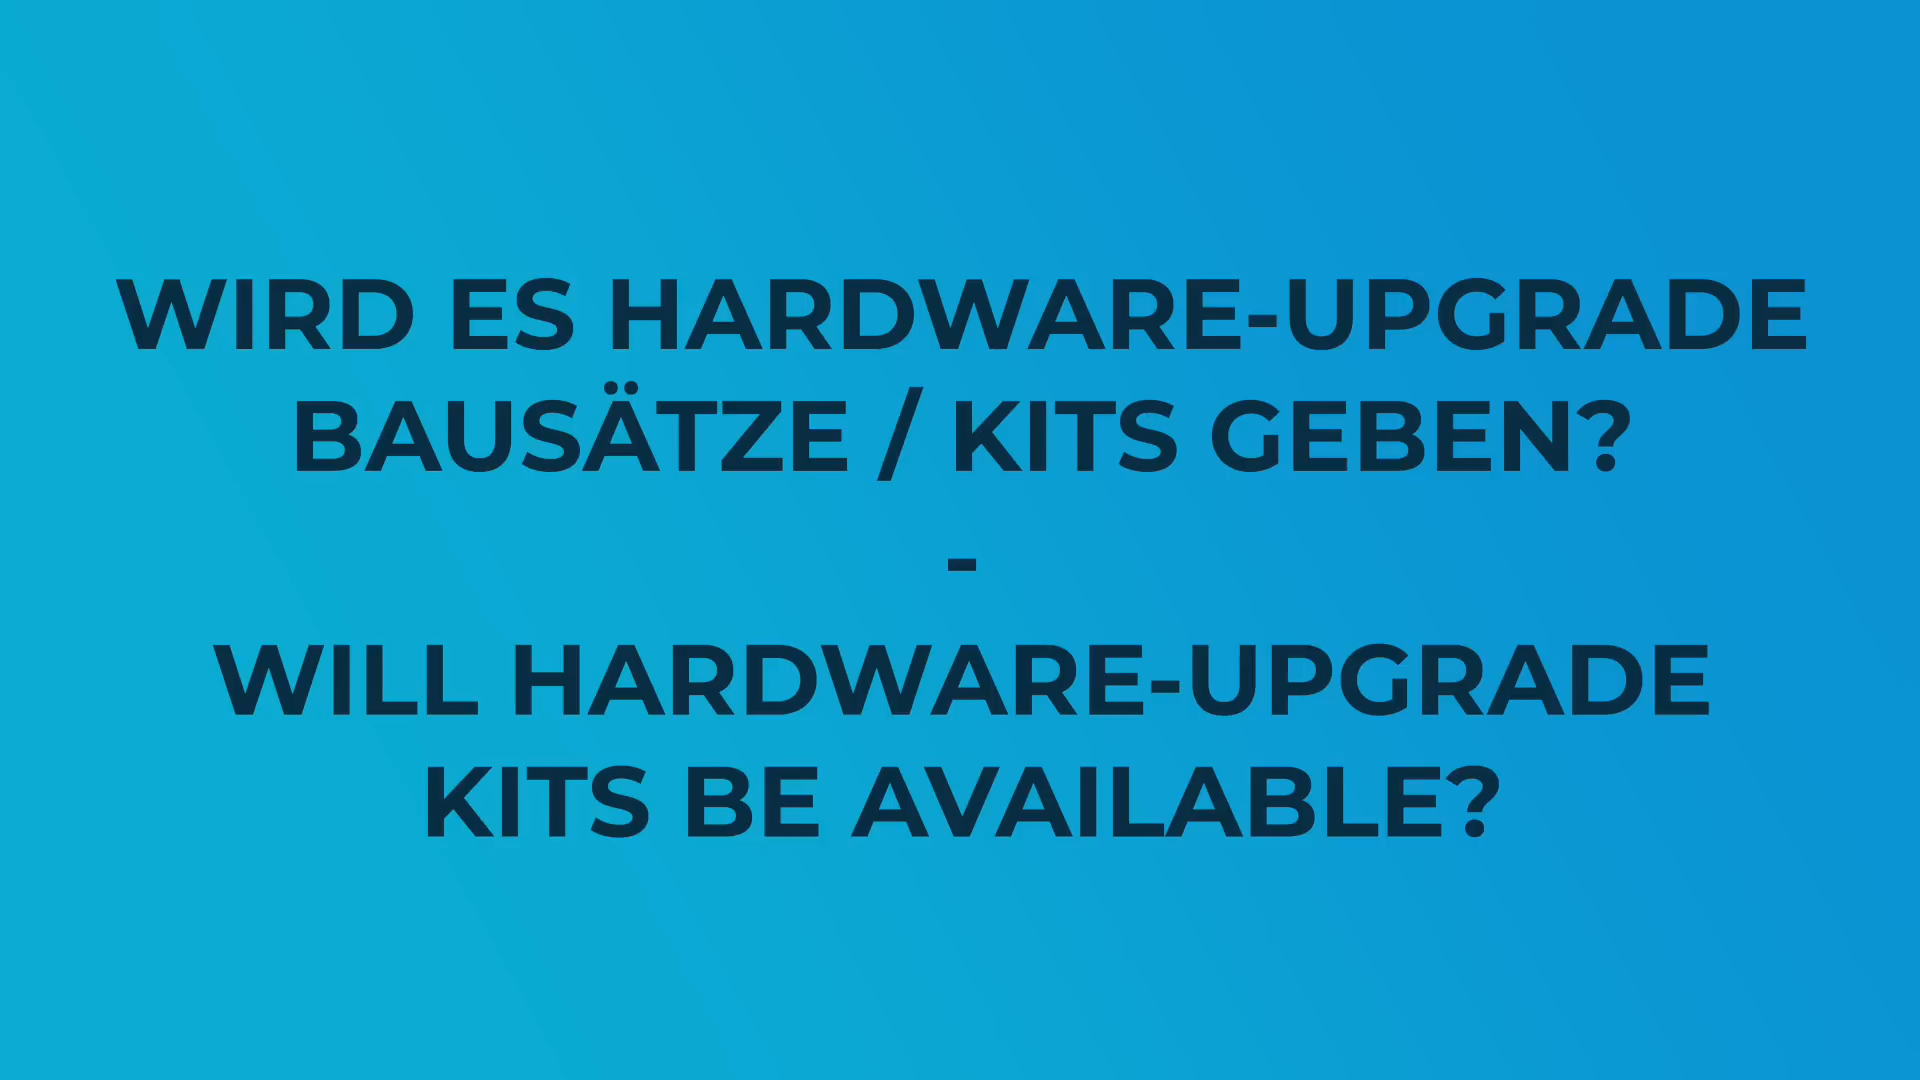 WIRD ES HARDWARE-UPGRADE
BAUSÄTZE / KITS GEBEN?
-
WILL HARDWARE-UPGRADE
KITS BE AVAILABLE?